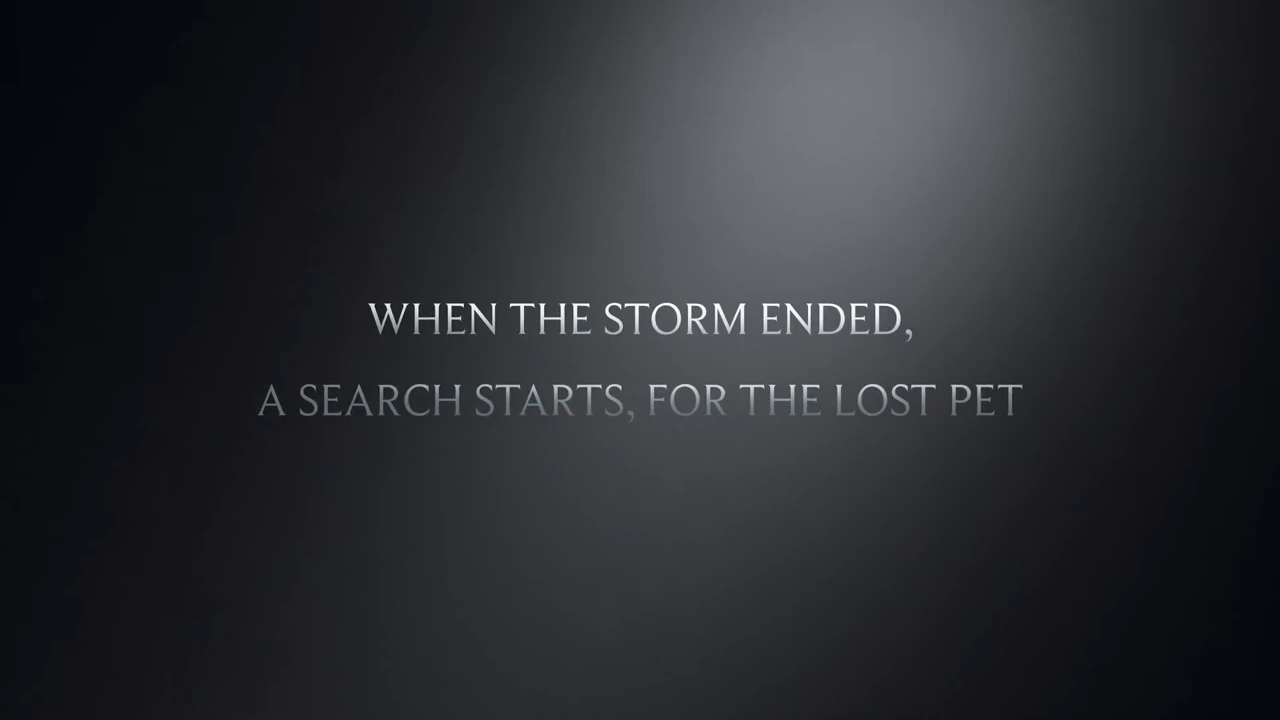 WHEN THE STORM ENDED,
A SEARCH STARTS, FOR THE LOST PET